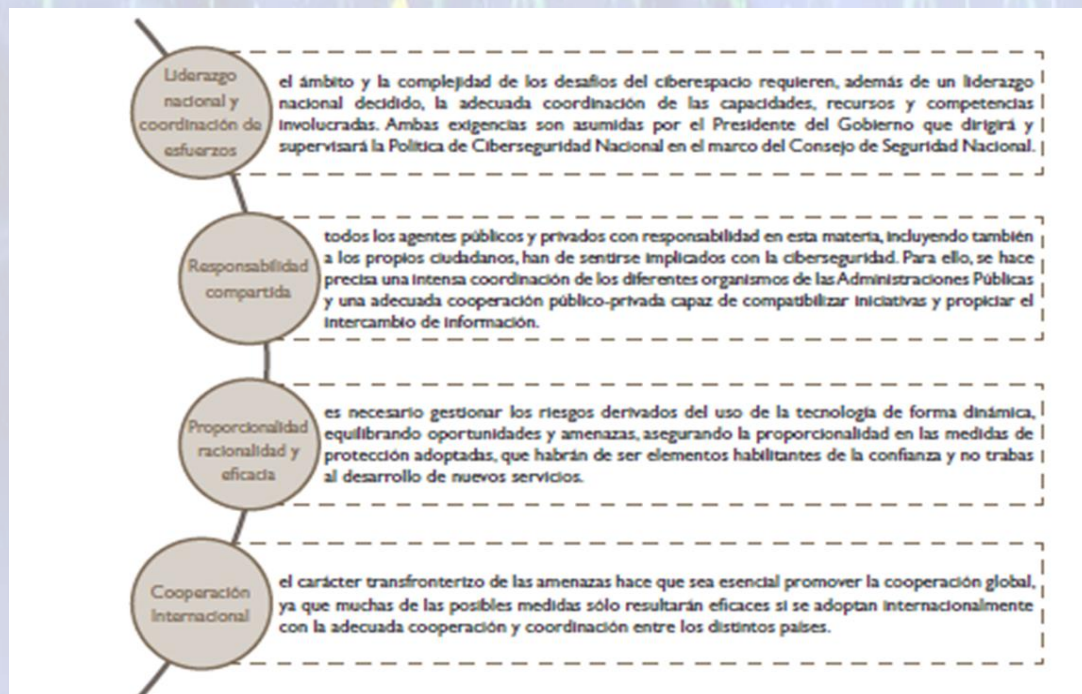 Liderazgo
nacional y
coordinación de
esfuerzos
el ámbito y la complejidad de los desafíos del ciberespacio requieren, además de un liderazgo
nacional decidido, la adecuada coordinación de las capacidades, recursos y competencias
involucradas. Ambas exigencias son asumidas por el Presidente del Gobierno que dirigirá y
supervisará la Política de Ciberseguridad Nacional en el marco del Consejo de Seguridad Nacional.
Responsabilidad
compartida
todos los agentes públicos y privados con responsabilidad en esta materia, incluyendo también
a los propios ciudadanos, han de sentirse implicados con la ciberseguridad. Para ello, se hace
precisa una intensa coordinación de los diferentes organismos de las Administraciones Públicas
y una adecuada cooperación público-privada capaz de compatibilizar iniciativas y propiciar el
intercambio de información.
Proporcionalidad
racionalidad y
eficacia
es necesario gestionar los riesgos derivados del uso de la tecnología de forma dinámica,
equilibrando oportunidades y amenazas, asegurando la proporcionalidad en las medidas de
protección adoptadas, que habrán de ser elementos habilitantes de la confianza y no trabas
al desarrollo de nuevos servicios.
Cooperación
Internacional
el carácter transfronterizo de las amenazas hace que sea esencial promover la cooperación global,
ya que muchas de las posibles medidas sólo resultarán eficaces si se adoptan internacionalmente
con la adecuada cooperación y coordinación entre los distintos países.